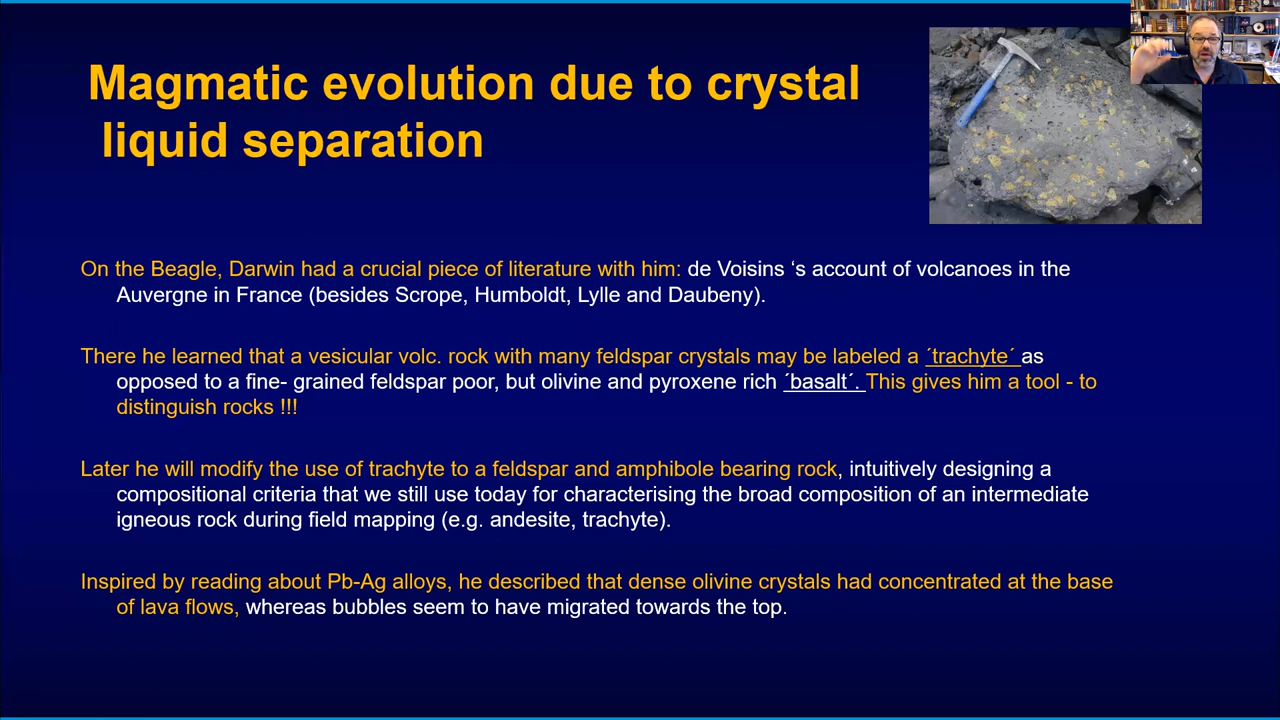 Magmatic evolution due to crystal
liquid separation
On the Beagle, Darwin had a crucial piece of literature with him: de Voisins ‘s account of volcanoes in the
Auvergne in France (besides Scrope, Humboldt, Lylle and Daubeny).
There he learned that a vesicular volc. rock with many feldspar crystals may be labeled a ´trachyte´ as
opposed to a fine- grained feldspar poor, but olivine and pyroxene rich ´basalt´. This gives him a tool - to
distinguish rocks !!!
Later he will modify the use of trachyte to a feldspar and amphibole bearing rock, intuitively designing a
compositional criteria that we still use today for characterising the broad composition of an intermediate
igneous rock during field mapping (e.g. andesite, trachyte).
Inspired by reading about Pb-Ag alloys, he described that dense olivine crystals had concentrated at the base
of lava flows, whereas bubbles seem to have migrated towards the top.